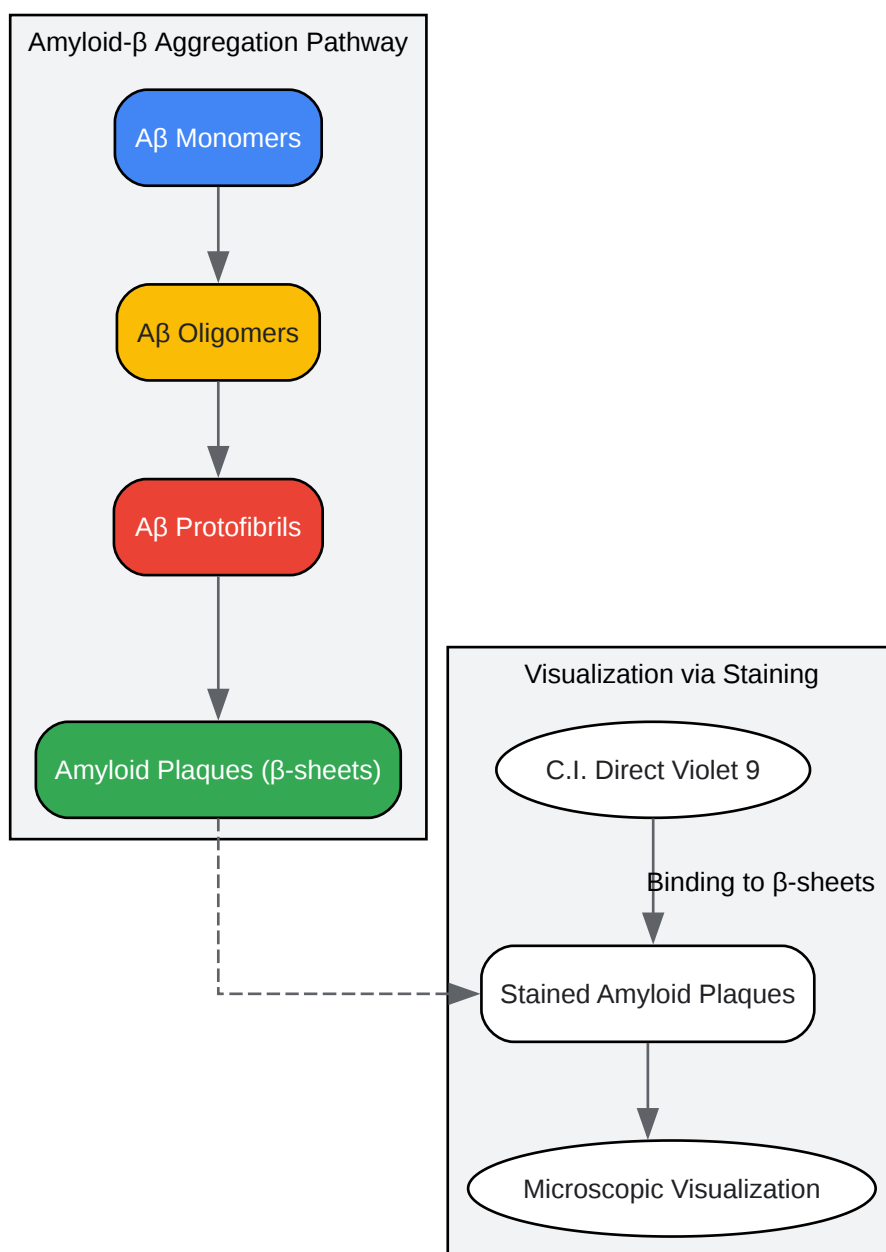 Amyloid-β Aggregation Pathway
Aβ Monomers
Aβ Oligomers
Aβ Protofibrils
Amyloid Plaques (β-sheets)
Visualization via Staining
C.I. Direct Violet 9
Binding to β-sheets
Stained Amyloid Plaques
Microscopic Visualization